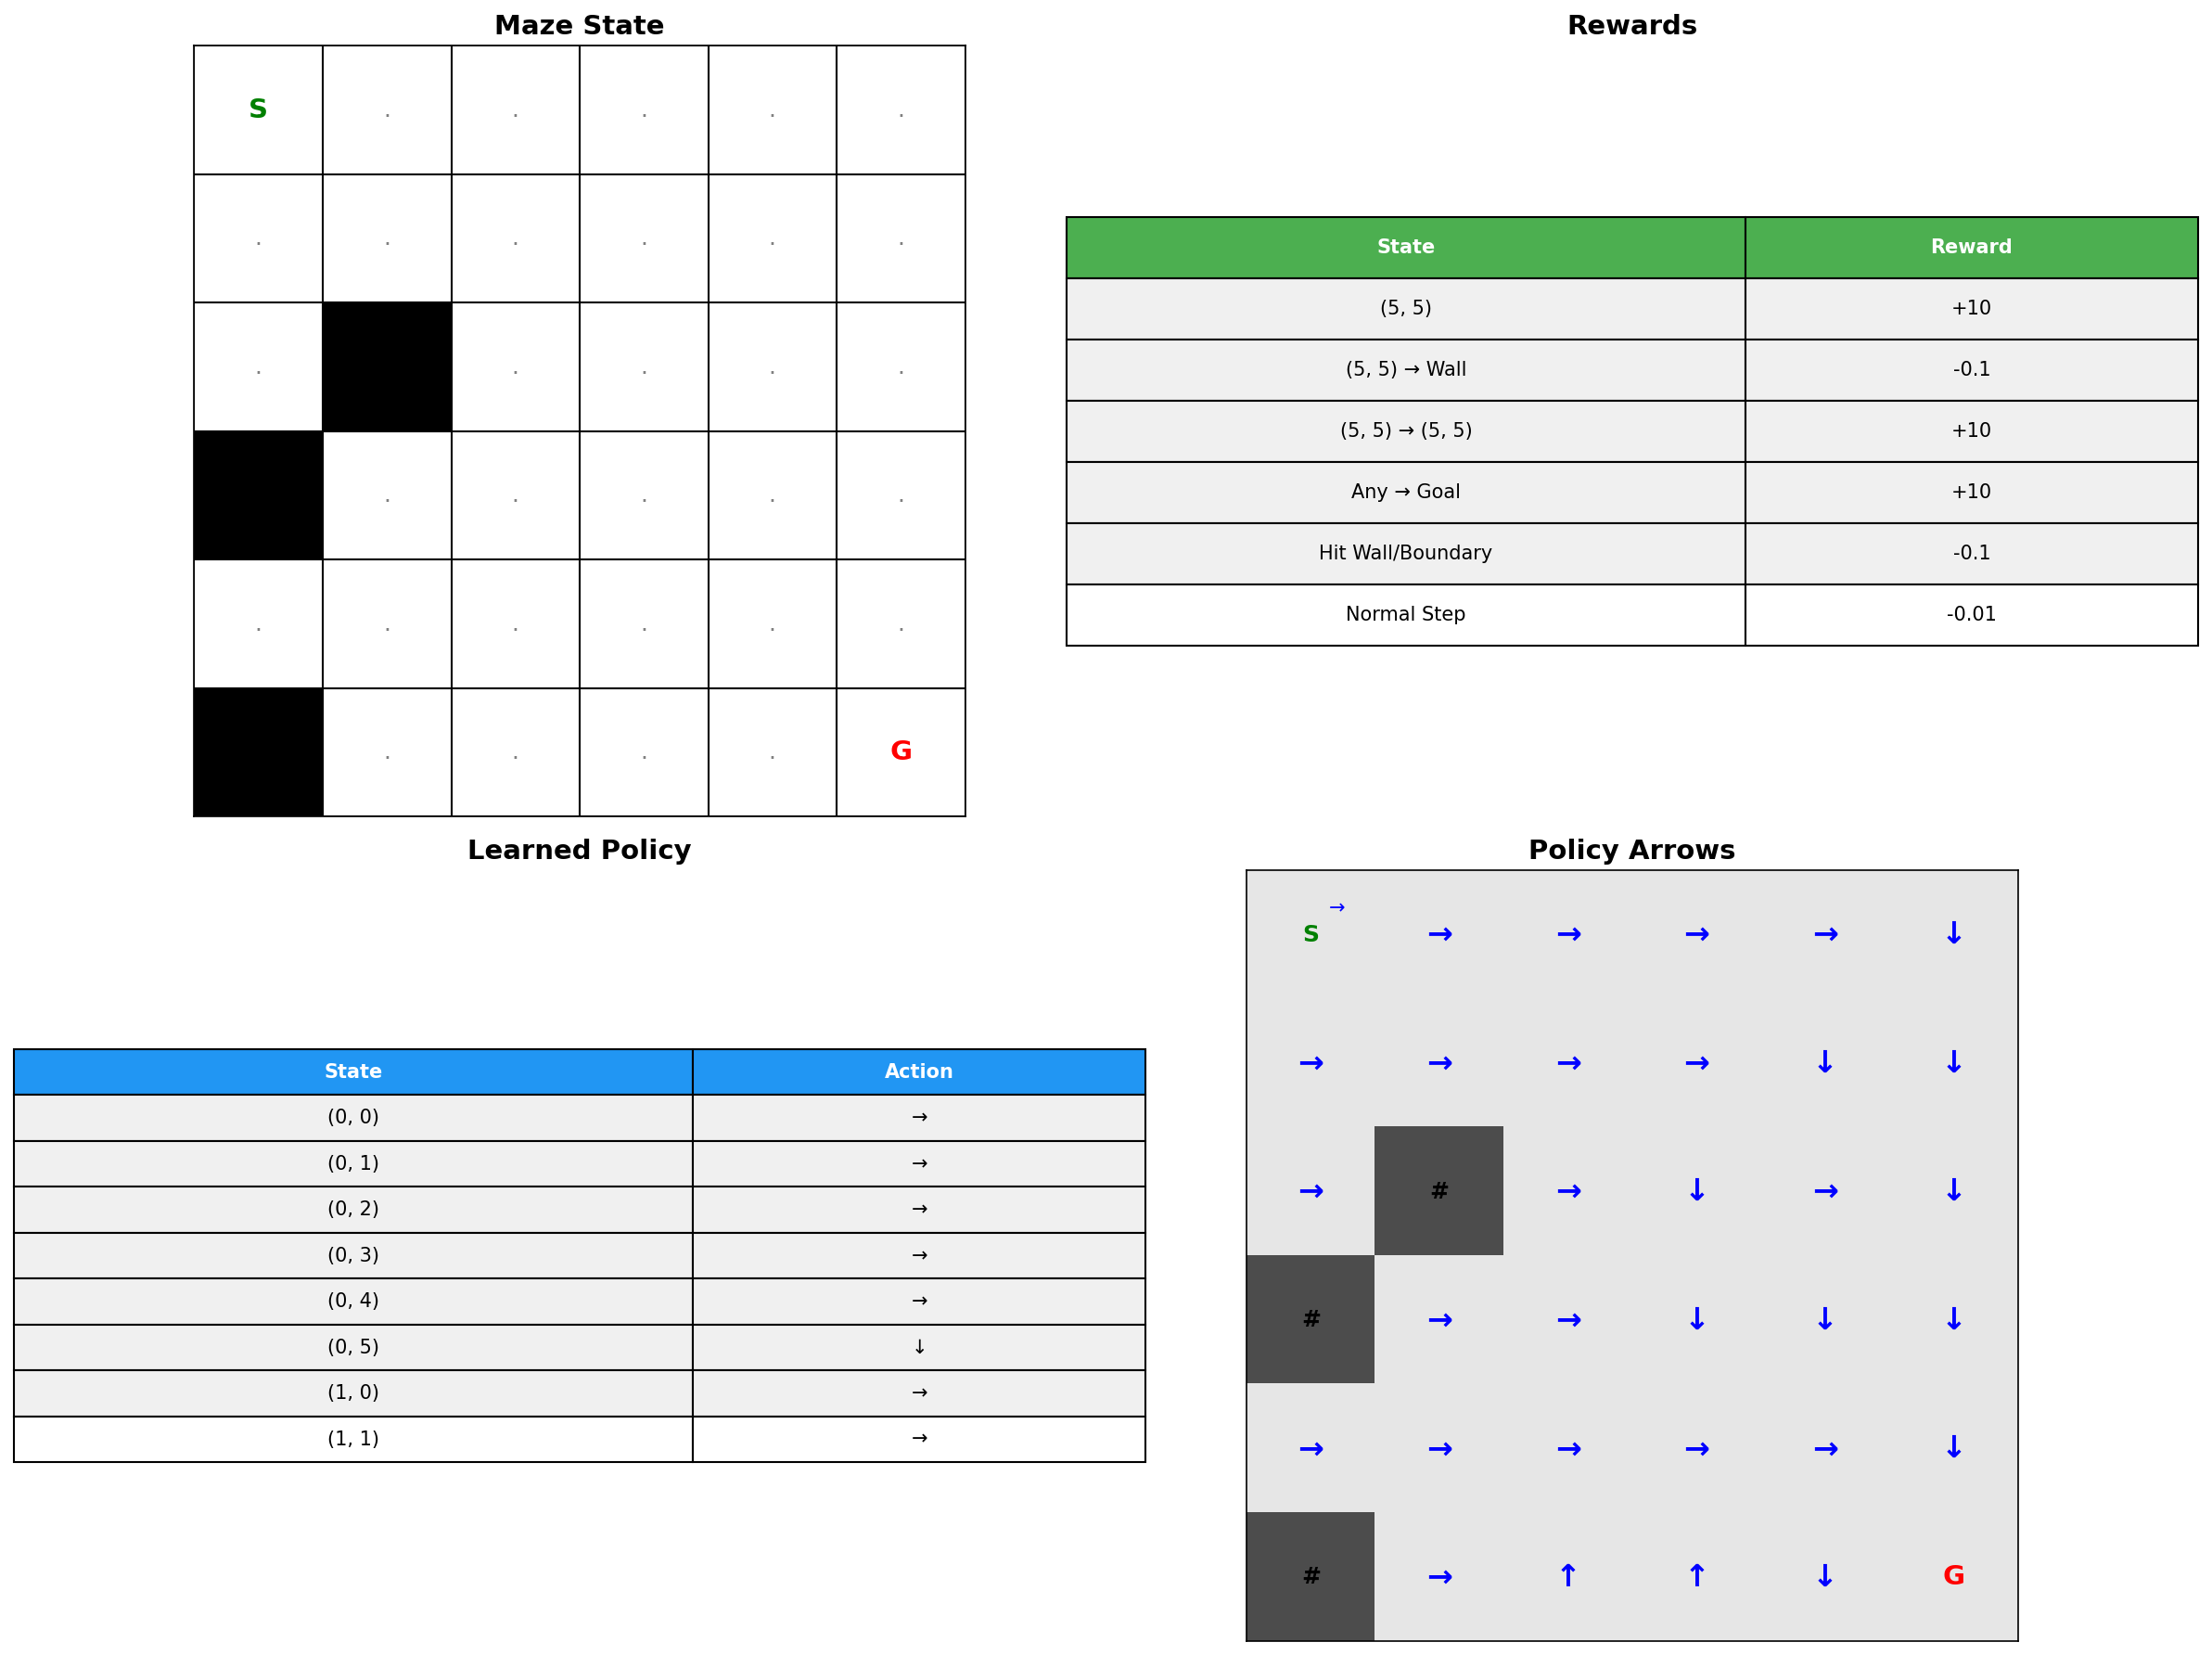 Maze State
S . . . . .
. . . . . .
. . . . .
. . . . .
. . . . . .
. . . . G
Rewards
State Reward
(5, 5) +10
(5, 5) → Wall -0.1
(5, 5) → (5, 5) +10
Any → Goal +10
Hit Wall/Boundary -0.1
Normal Step -0.01
Learned Policy
State Action
(0, 0) →
(0, 1) →
(0, 2) →
(0, 3) →
(0, 4) →
(0, 5) ↓
(1, 0) →
(1, 1) →
Policy Arrows
S → → → → → ↓
→ → → → ↓ ↓
→ # → ↓ → ↓
# → → ↓ ↓ ↓
→ → → → → ↓
# → ↑ ↑ ↓ G